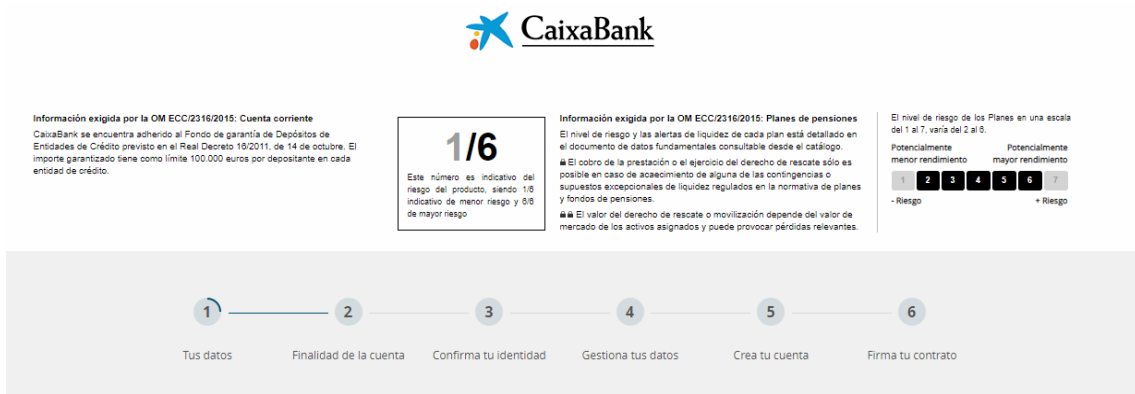 CaixaBank
Información exigida por la OM ECC/2316/2015: Cuenta corriente
CaixaBank se encuentra adherido al Fondo de garantía de Depósitos de
Entidades de Crédito previsto en el Real Decreto 16/2011, de 14 de octubre. El
importe garantizado tiene como límite 100.000 euros por depositante en cada
entidad de crédito.
1/6
Este número es indicativo del
riesgo del producto, siendo 1/6
indicativo de menor riesgo y 6/6
de mayor riesgo
Información exigida por la OM ECC/2316/2015: Planes de pensiones
El nivel de riesgo y las alertas de liquidez de cada plan está detallado en
el documento de datos fundamentales consultable desde el catálogo.
El cobro de la prestación o el ejercicio del derecho de rescate sólo es
posible en caso de acaecimiento de alguna de las contingencias o
supuestos excepcionales de liquidez regulados en la normativa de planes
y fondos de pensiones.
El valor del derecho de rescate o movilización depende del valor de
mercado de los activos asignados y puede provocar pérdidas relevantes.
El nivel de riesgo de los Planes en una escala
del 1 al 7, varía del 2 al 6.
Potencialmente Potencialmente
menor rendimiento mayor rendimiento
1 2 3 4 5 6 7
- Riesgo + Riesgo
1 2 3 4 5 6
Tus datos Finalidad de la cuenta Confirma tu identidad Gestiona tus datos Crea tu cuenta Firma tu contrato